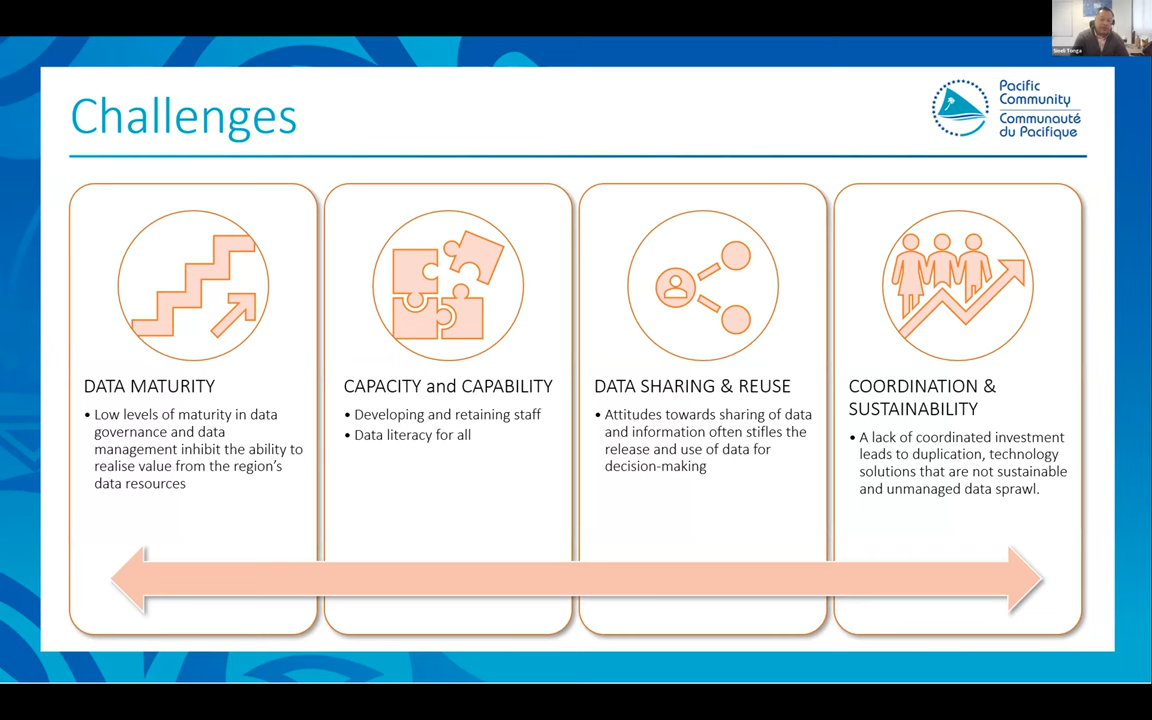 Challenges
Pacific
Community
Communauté
du Pacifique
DATA MATURITY
• Low levels of maturity in data
governance and data
management inhibit the ability to
realise value from the region's
data resources
CAPACITY and CAPABILITY
• Developing and retaining staff
• Data literacy for all
DATA SHARING & REUSE
• Attitudes towards sharing of data
and information often stifles the
release and use of data for
decision-making
COORDINATION &
SUSTAINABILITY
• A lack of coordinated investment
leads to duplication, technology
solutions that are not sustainable
and unmanaged data sprawl.
Sioeli Tonga